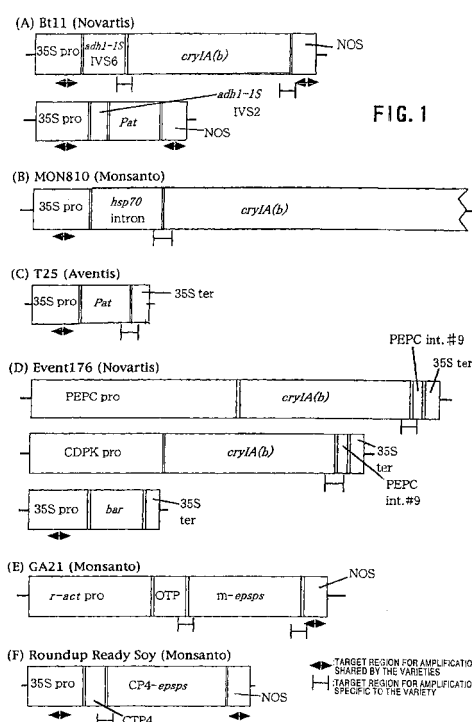 (A) Bt11 (Novartis)
35S pro
adh1-1S
IVS6
cryIA(b)
NOS
adh1-1S
IVS2
35S pro
Pat
NOS
FIG. 1
(B) MON810 (Monsanto)
35S pro
hsp70
intron
cryIA(b)
(C) T25 (Aventis)
35S pro
Pat
35S ter
(D) Event176 (Novartis)
PEPC int.#9
35S ter
PEPC pro
cryIA(b)
CDPK pro
cryIA(b)
35S
ter
PEPC
int.#9
35S pro
bar
35S
ter
(E) GA21 (Monsanto)
r-act pro
OTP
m-epsps
NOS
(F) Roundup Ready Soy (Monsanto)
35S pro
CP4-epsps
NOS
CTP4
:TARGET REGION FOR AMPLIFICATIO
SHARED BY THE VARIETIES
:TARGET REGION FOR AMPLIFICATIO
SPECIFIC TO THE VARIETY